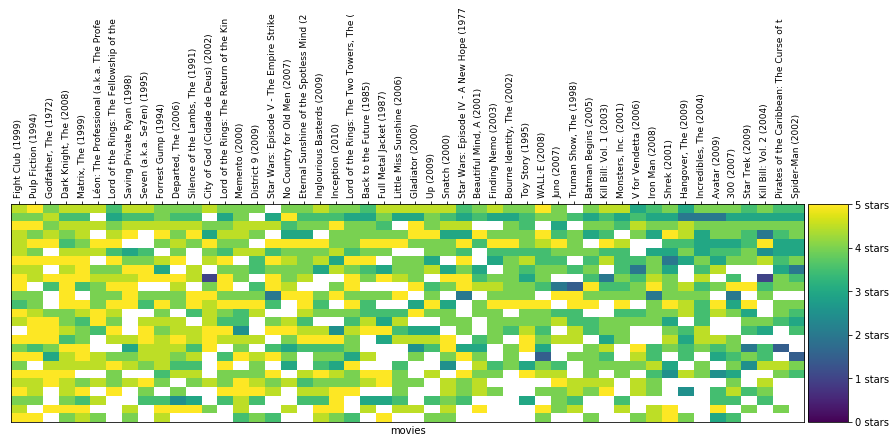 Fight Club (1999)
Pulp Fiction (1994)
Godfather, The (1972)
Dark Knight, The (2008)
Matrix, The (1999)
Léon: The Professional (a.k.a. The Profe
Lord of the Rings: The Fellowship of the
Saving Private Ryan (1998)
Seven (a.k.a. Se7en) (1995)
Forrest Gump (1994)
Departed, The (2006)
Silence of the Lambs, The (1991)
City of God (Cidade de Deus) (2002)
Lord of the Rings: The Return of the Kin
Memento (2000)
District 9 (2009)
Star Wars: Episode V - The Empire Strike
No Country for Old Men (2007)
Eternal Sunshine of the Spotless Mind (2
Inglourious Basterds (2009)
Inception (2010)
Lord of the Rings: The Two Towers, The (
Back to the Future (1985)
Full Metal Jacket (1987)
Little Miss Sunshine (2006)
Gladiator (2000)
Up (2009)
Snatch (2000)
Star Wars: Episode IV - A New Hope (1977
Beautiful Mind, A (2001)
Finding Nemo (2003)
Bourne Identity, The (2002)
Toy Story (1995)
WALL·E (2008)
Juno (2007)
Truman Show, The (1998)
Batman Begins (2005)
Kill Bill: Vol. 1 (2003)
Monsters, Inc. (2001)
V for Vendetta (2006)
Iron Man (2008)
Shrek (2001)
Hangover, The (2009)
Incredibles, The (2004)
Avatar (2009)
300 (2007)
Star Trek (2009)
Kill Bill: Vol. 2 (2004)
Pirates of the Caribbean: The Curse of t
Spider-Man (2002)
5 stars
4 stars
3 stars
2 stars
1 stars
0 stars
movies